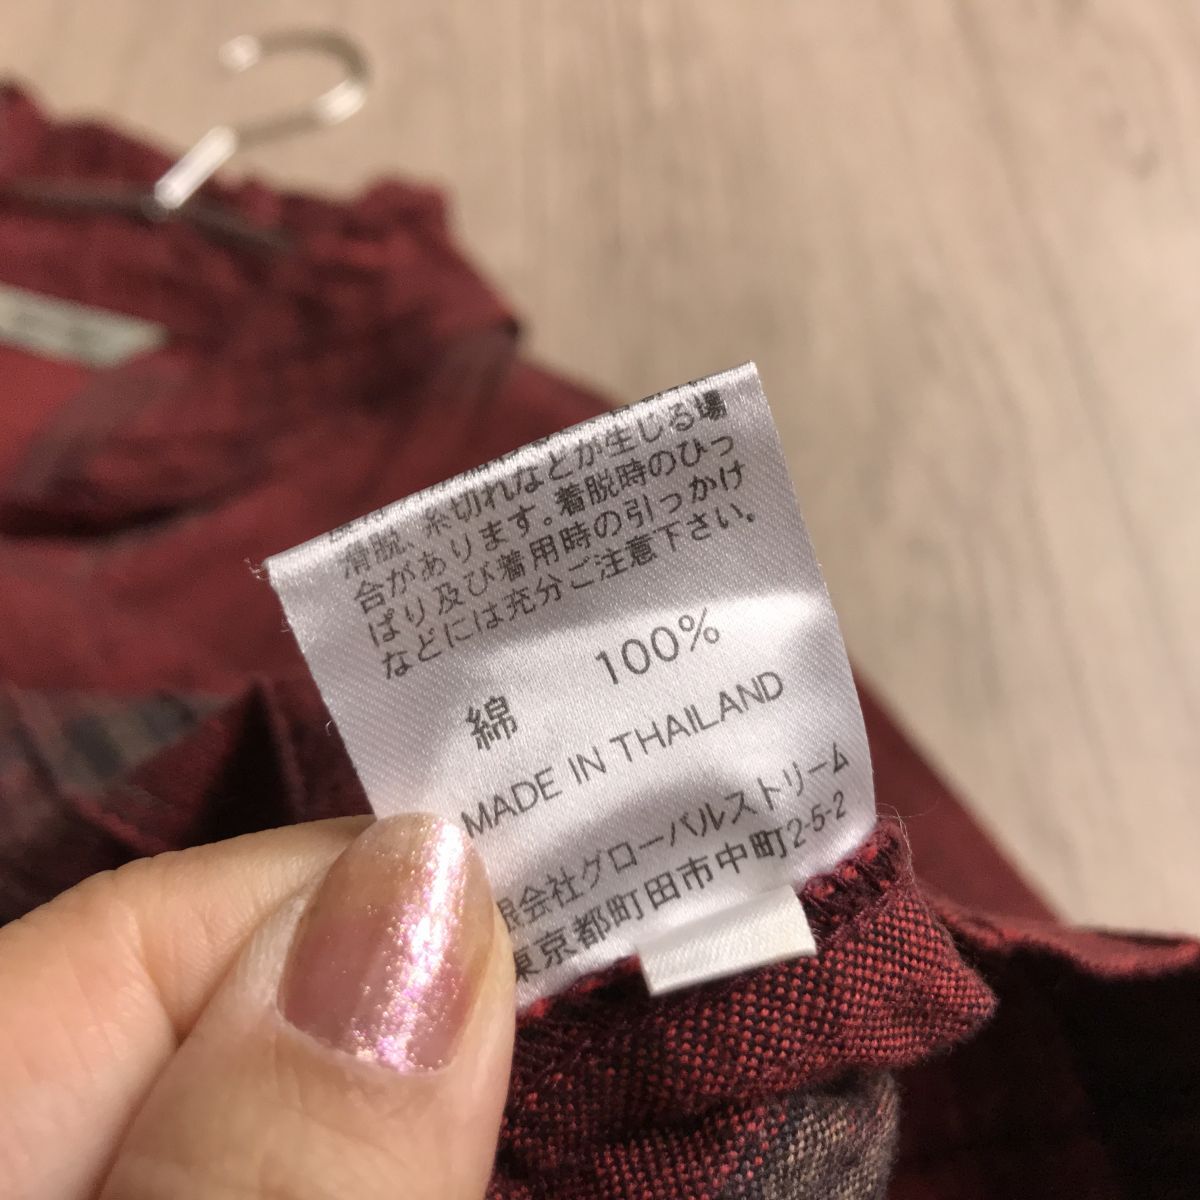 滑脱、糸切れなどが生じる場
合があります。着脱時のひっ
ぱり及び着用時の引っかけ
などには充分ご注意下さい。
綿 100%
MADE IN THAILAND
限会社グローバルストリーム
東京都町田市中町2-5-2